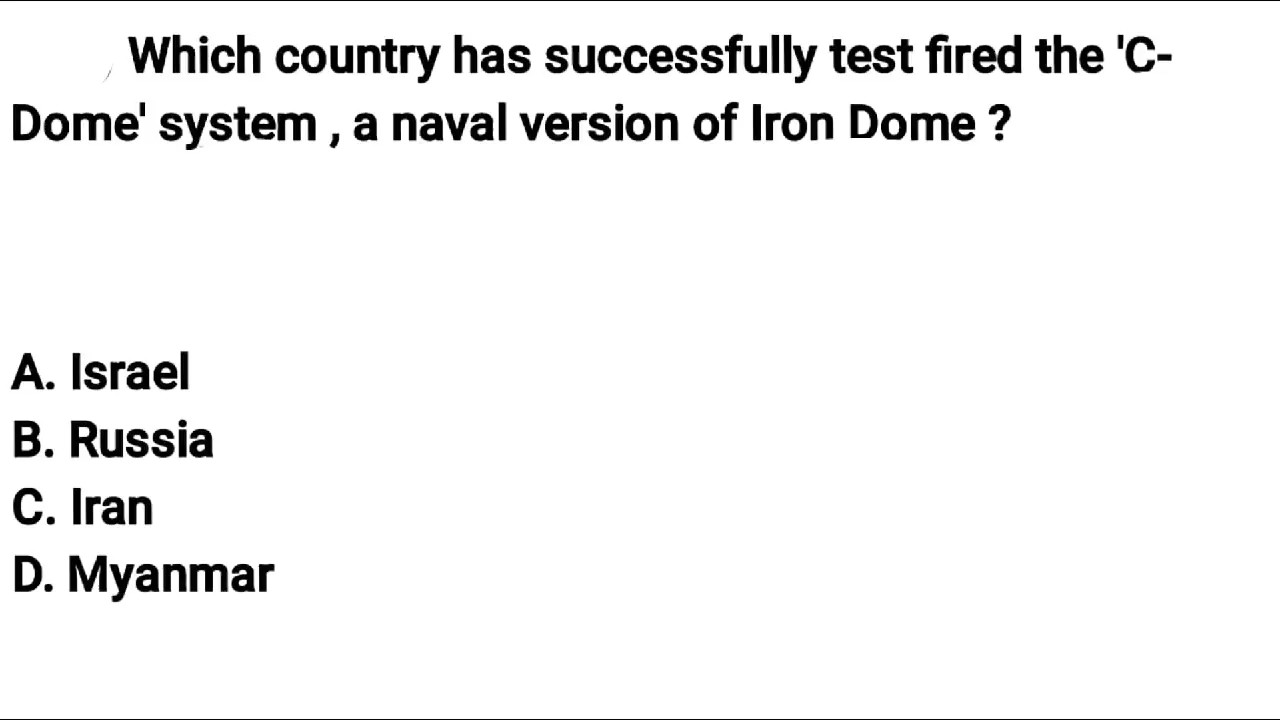 Which country has successfully test fired the 'C-
Dome' system , a naval version of Iron Dome ?
A. Israel
B. Russia
C. Iran
D. Myanmar